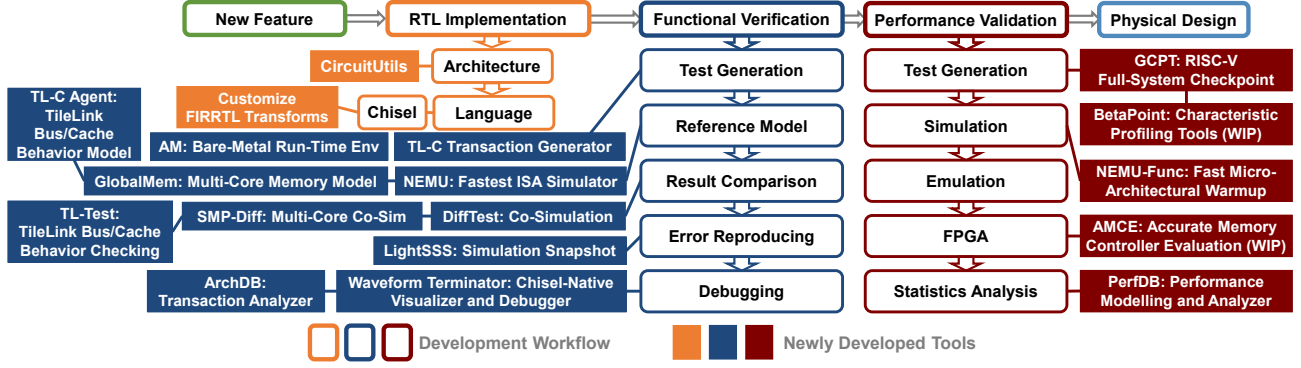 New Feature
RTL Implementation
Functional Verification
Performance Validation
Physical Design
CircuitUtils
Architecture
Customize
FIRRTL Transforms
Chisel
Language
TL-C Agent:
TileLink
Bus/Cache
Behavior Model
AM: Bare-Metal Run-Time Env
TL-C Transaction Generator
GlobalMem: Multi-Core Memory Model
NEMU: Fastest ISA Simulator
TL-Test:
TileLink Bus/Cache
Behavior Checking
SMP-Diff: Multi-Core Co-Sim
DiffTest: Co-Simulation
LightSSS: Simulation Snapshot
ArchDB:
Transaction Analyzer
Waveform Terminator: Chisel-Native
Visualizer and Debugger
Test Generation
Reference Model
Result Comparison
Error Reproducing
Debugging
Test Generation
Simulation
Emulation
FPGA
Statistics Analysis
GCPT: RISC-V
Full-System Checkpoint
BetaPoint: Characteristic
Profiling Tools (WIP)
NEMU-Func: Fast Micro-
Architectural Warmup
AMCE: Accurate Memory
Controller Evaluation (WIP)
PerfDB: Performance
Modelling and Analyzer
Development Workflow
Newly Developed Tools